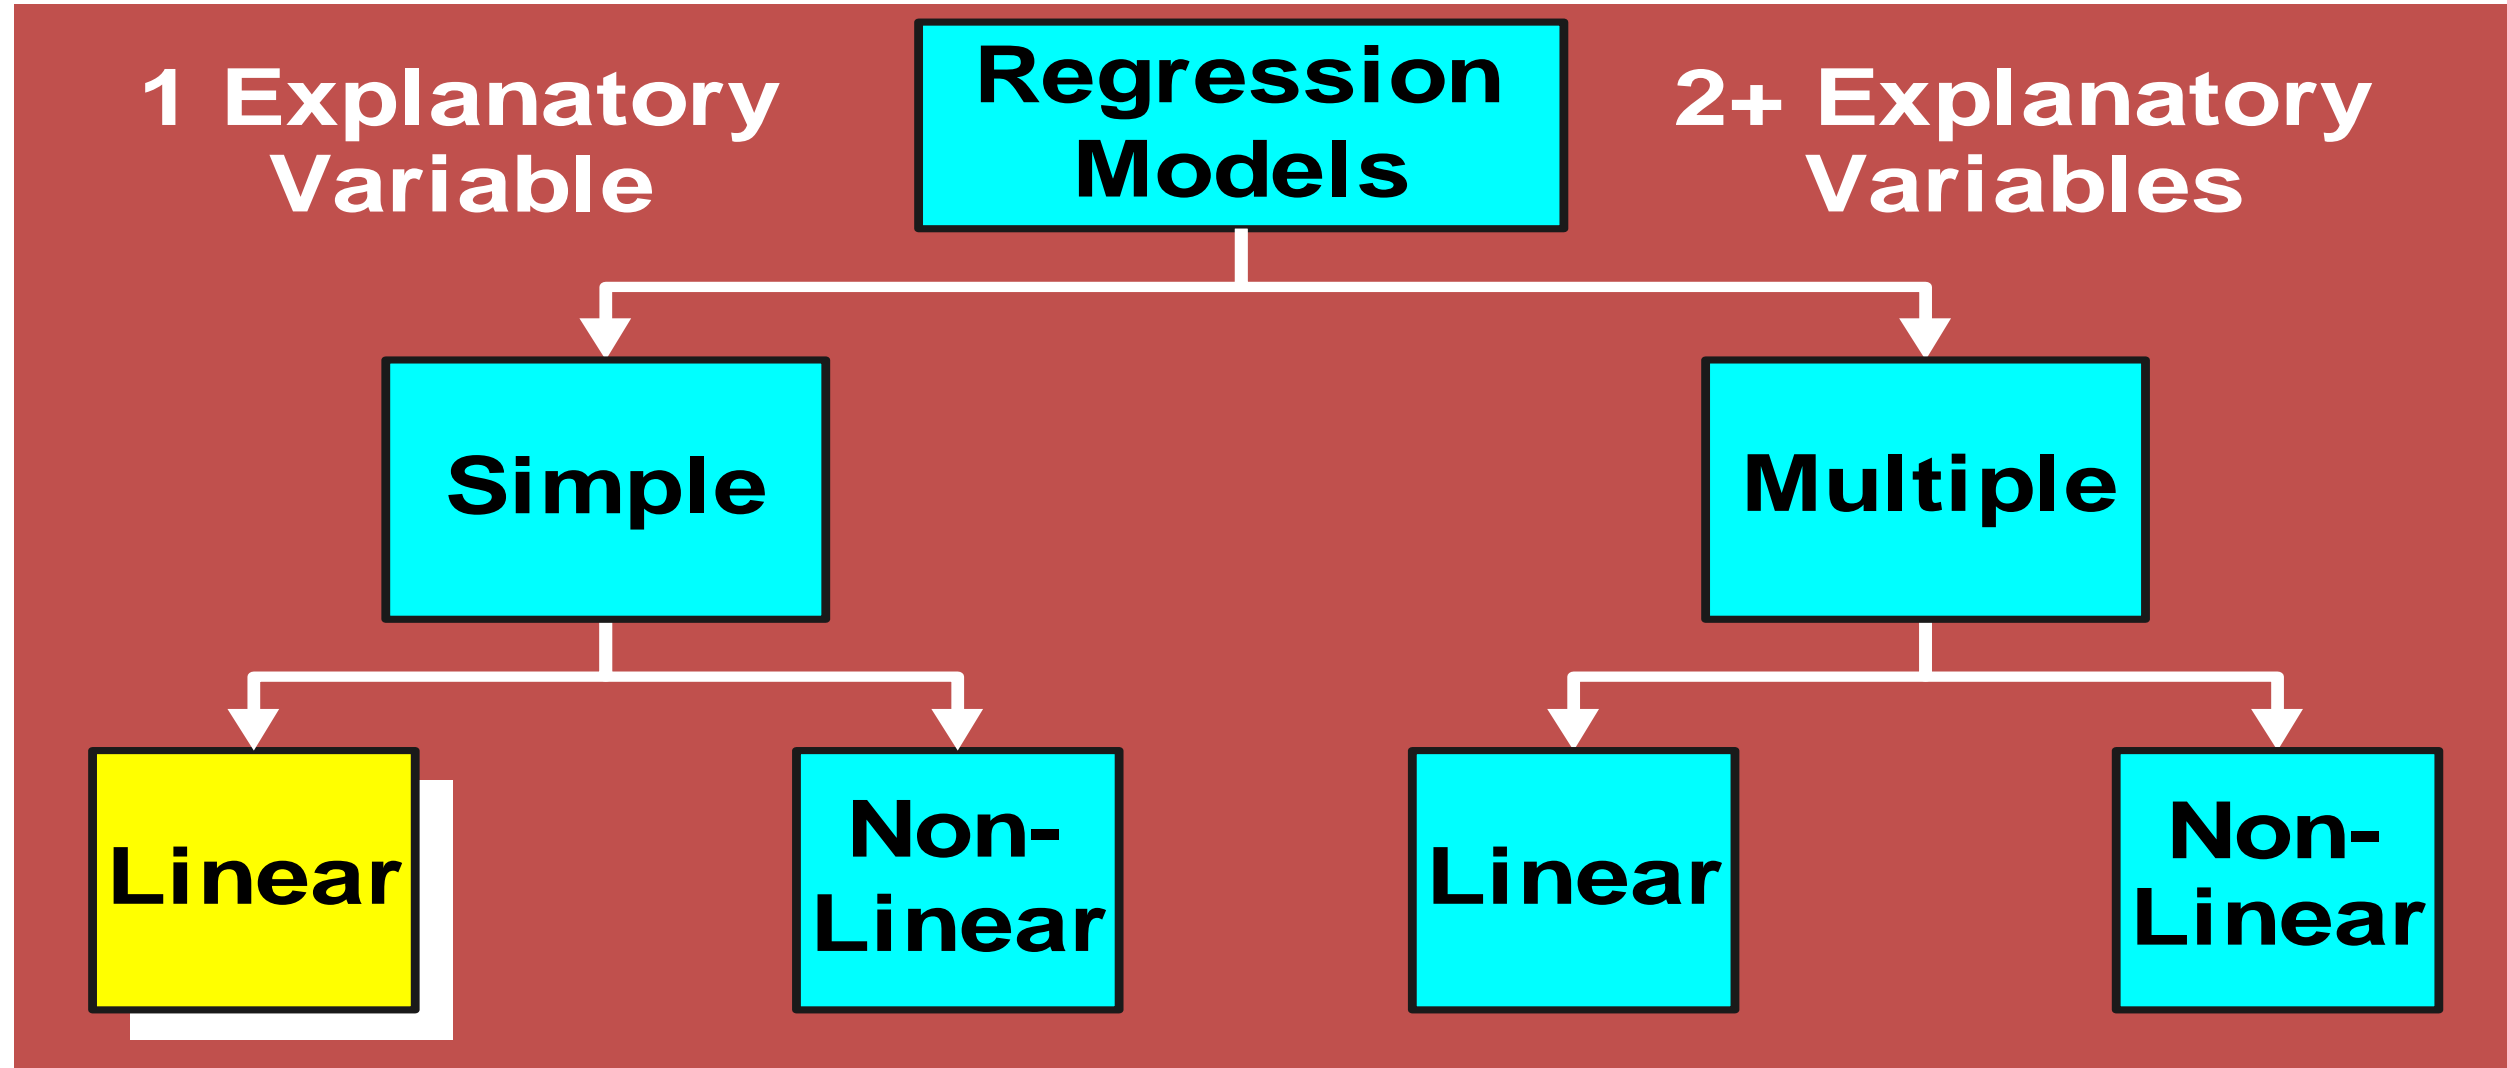 1 Explanatory
Variable
Regression
Models
2+ Explanatory
Variables
Simple
Multiple
Linear
Non-
Linear
Linear
Non-
Linear